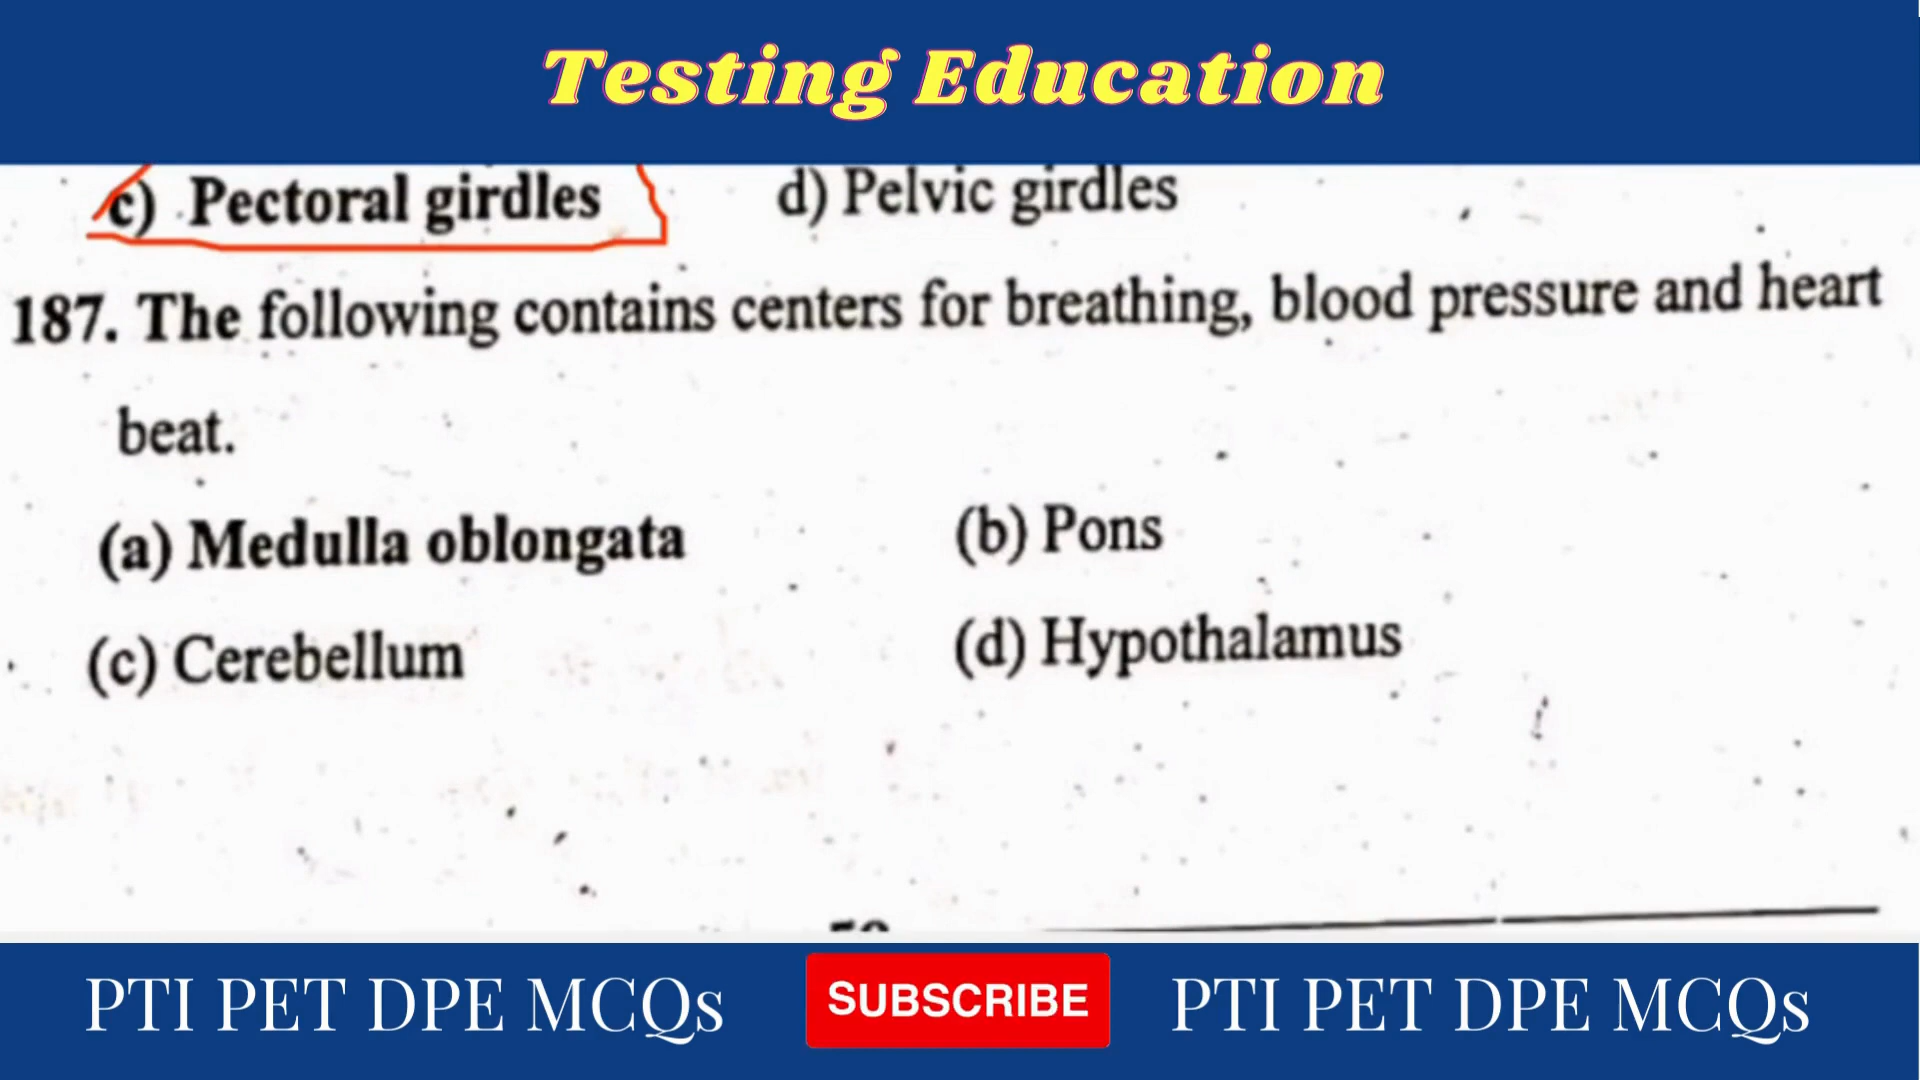 Testing Education
c) Pectoral girdles d) Pelvic girdles
187. The following contains centers for breathing, blood pressure and heart
beat.
(a) Medulla oblongata (b) Pons
(c) Cerebellum (d) Hypothalamus
PTI PET DPE MCQs SUBSCRIBE PTI PET DPE MCQs